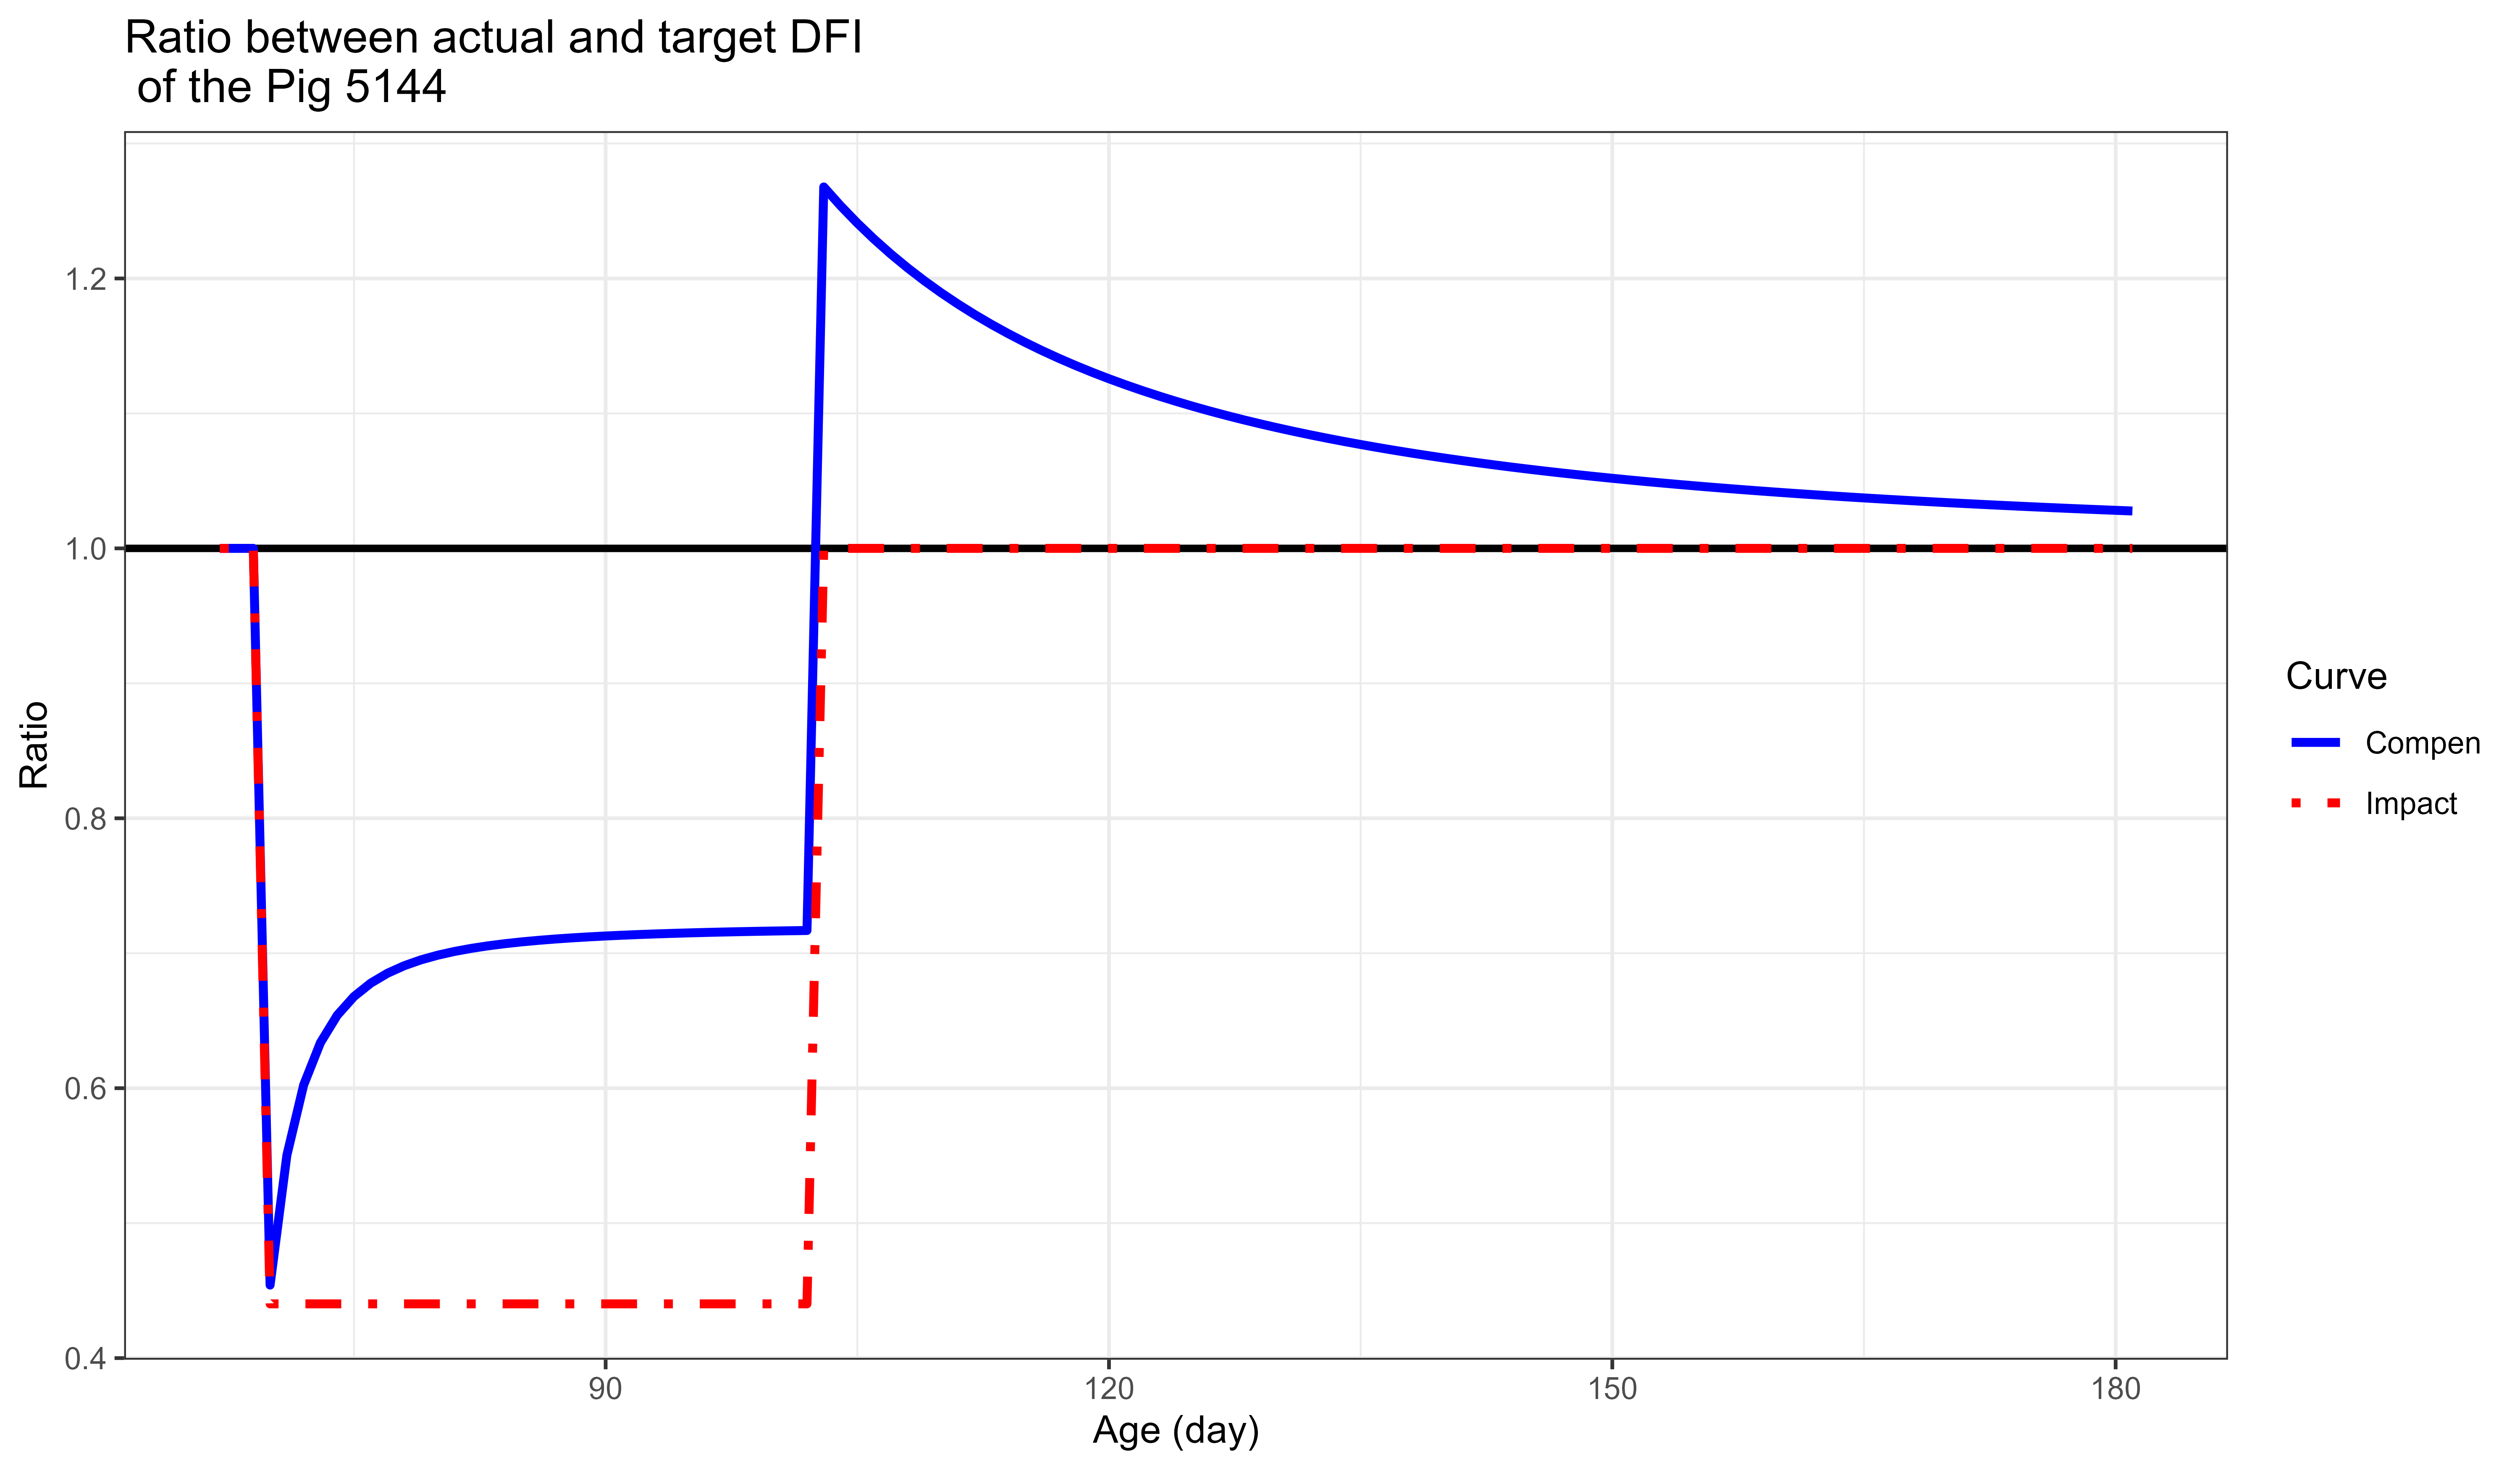 Ratio between actual and target DFI
of the Pig 5144
1.2
1.0
0.8
0.6
0.4
Ratio
90
120
150
180
Age (day)
Curve
Compen
Impact